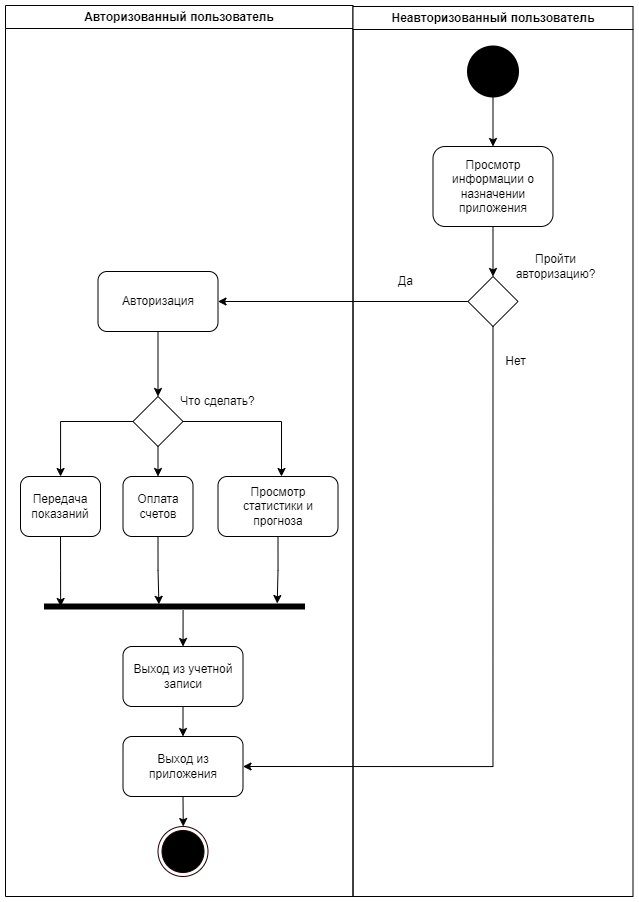 Авторизованный пользователь
Неавторизованный пользователь
Просмотр
информации о
назначении
приложения
Пройти
авторизацию?
Да
Авторизация
Нет
Что сделать?
Передача
показаний
Оплата
счетов
Просмотр
статистики и
прогноза
Выход из учетной
записи
Выход из
приложения